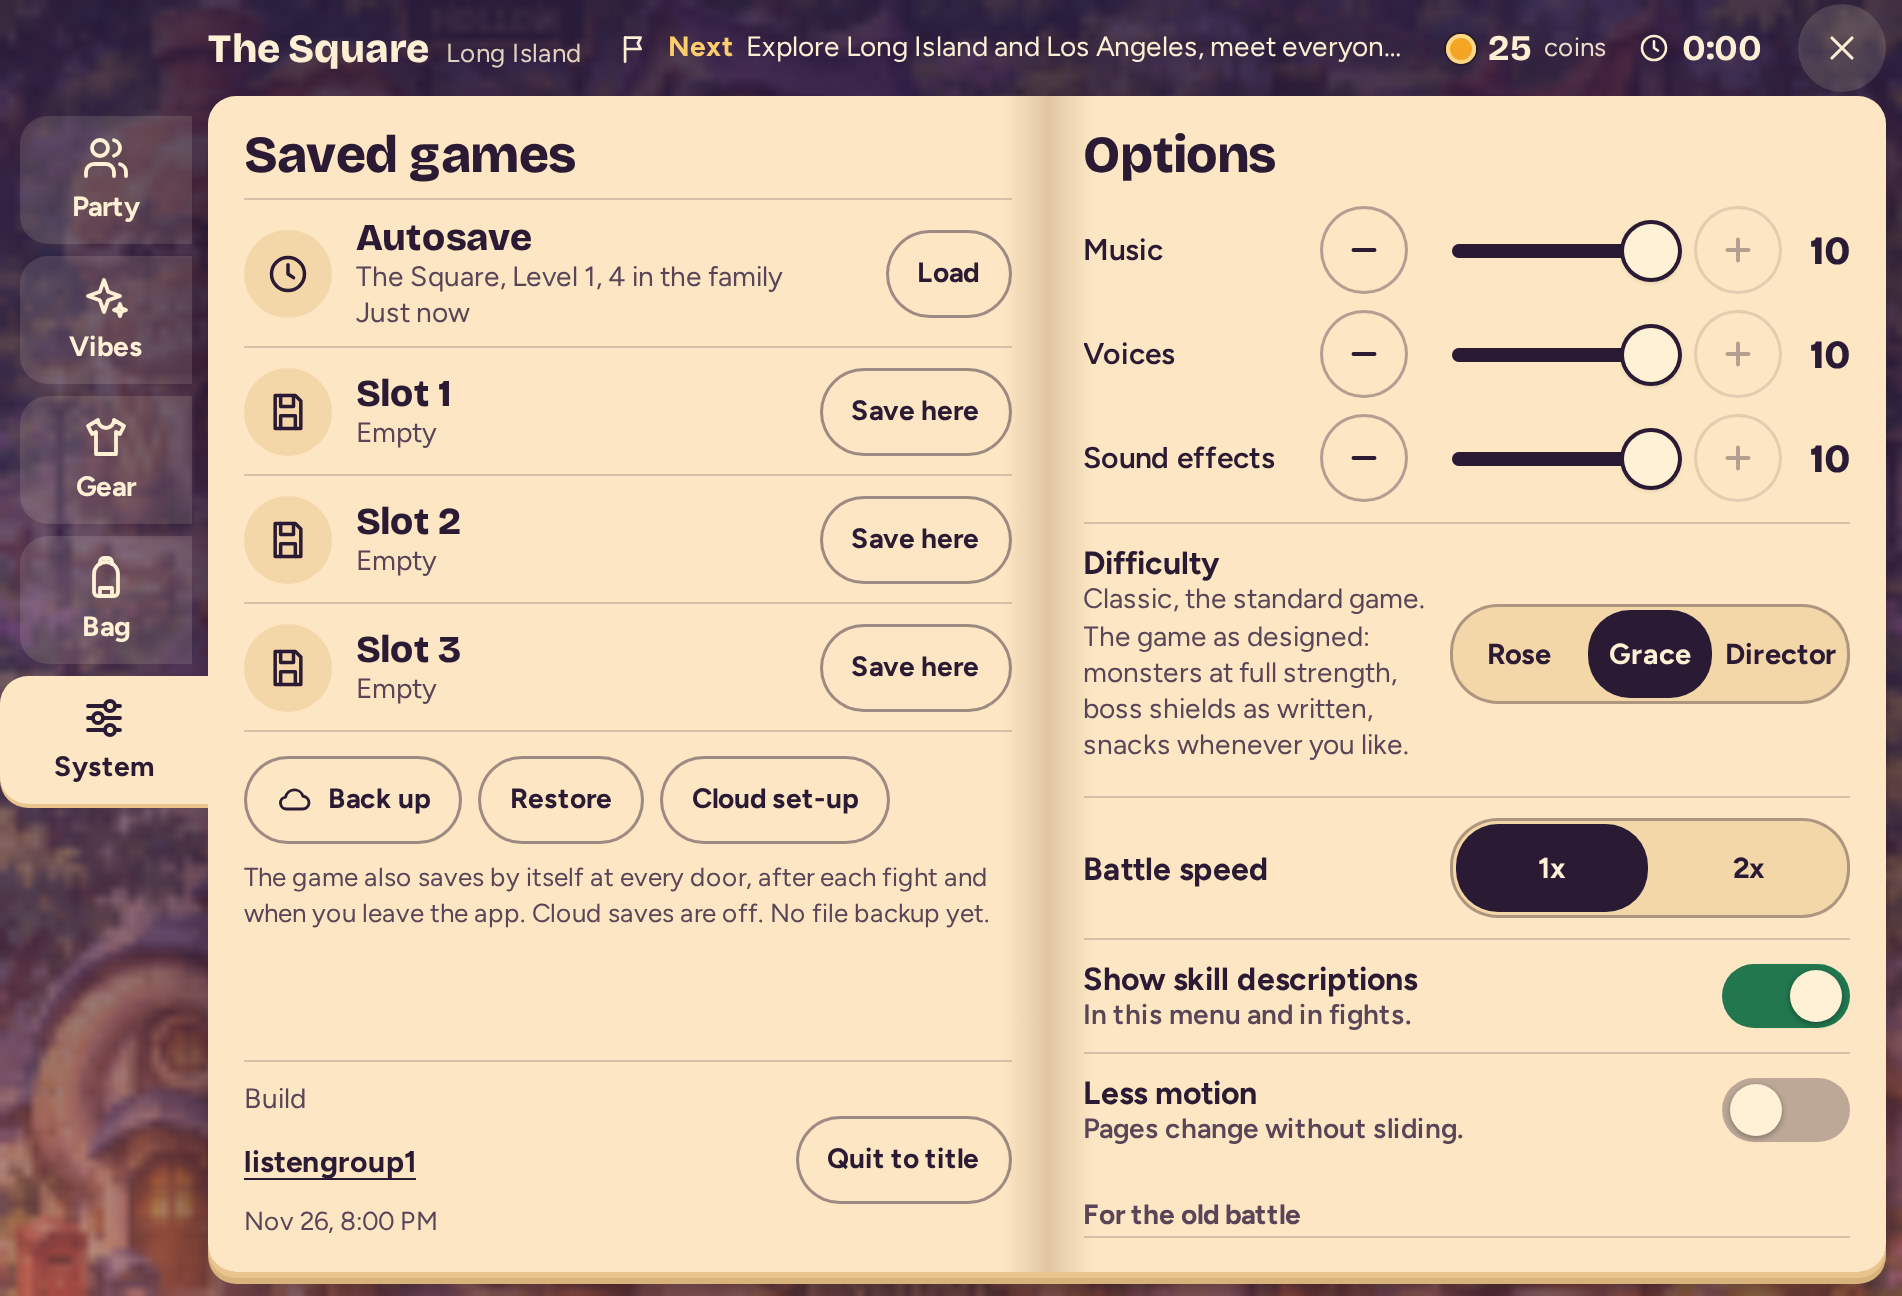 The Square Long Island
Next Explore Long Island and Los Angeles, meet everyon...
25 coins
0:00
Party
Vibes
Gear
Bag
System
Saved games
Autosave
The Square, Level 1, 4 in the family
Just now
Load
Slot 1
Empty
Save here
Slot 2
Empty
Save here
Slot 3
Empty
Save here
Back up
Restore
Cloud set-up
The game also saves by itself at every door, after each fight and
when you leave the app. Cloud saves are off. No file backup yet.
Build
listengroup1
Nov 26, 8:00 PM
Quit to title
Options
Music
10
Voices
10
Sound effects
10
Difficulty
Classic, the standard game.
The game as designed:
monsters at full strength,
boss shields as written,
snacks whenever you like.
Rose Grace Director
Battle speed
1x 2x
Show skill descriptions
In this menu and in fights.
Less motion
Pages change without sliding.
For the old battle